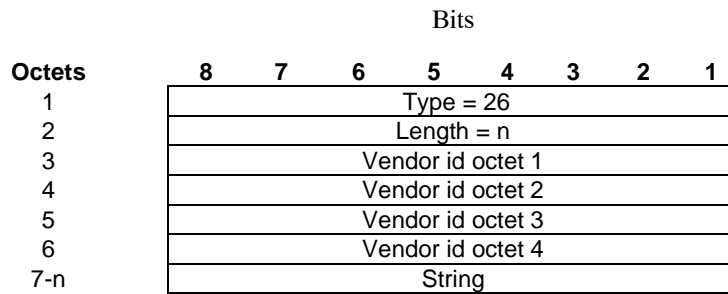 Bits
Octets 8 7 6 5 4 3 2 1
1 Type = 26
2 Length = n
3 Vendor id octet 1
4 Vendor id octet 2
5 Vendor id octet 3
6 Vendor id octet 4
7-n String